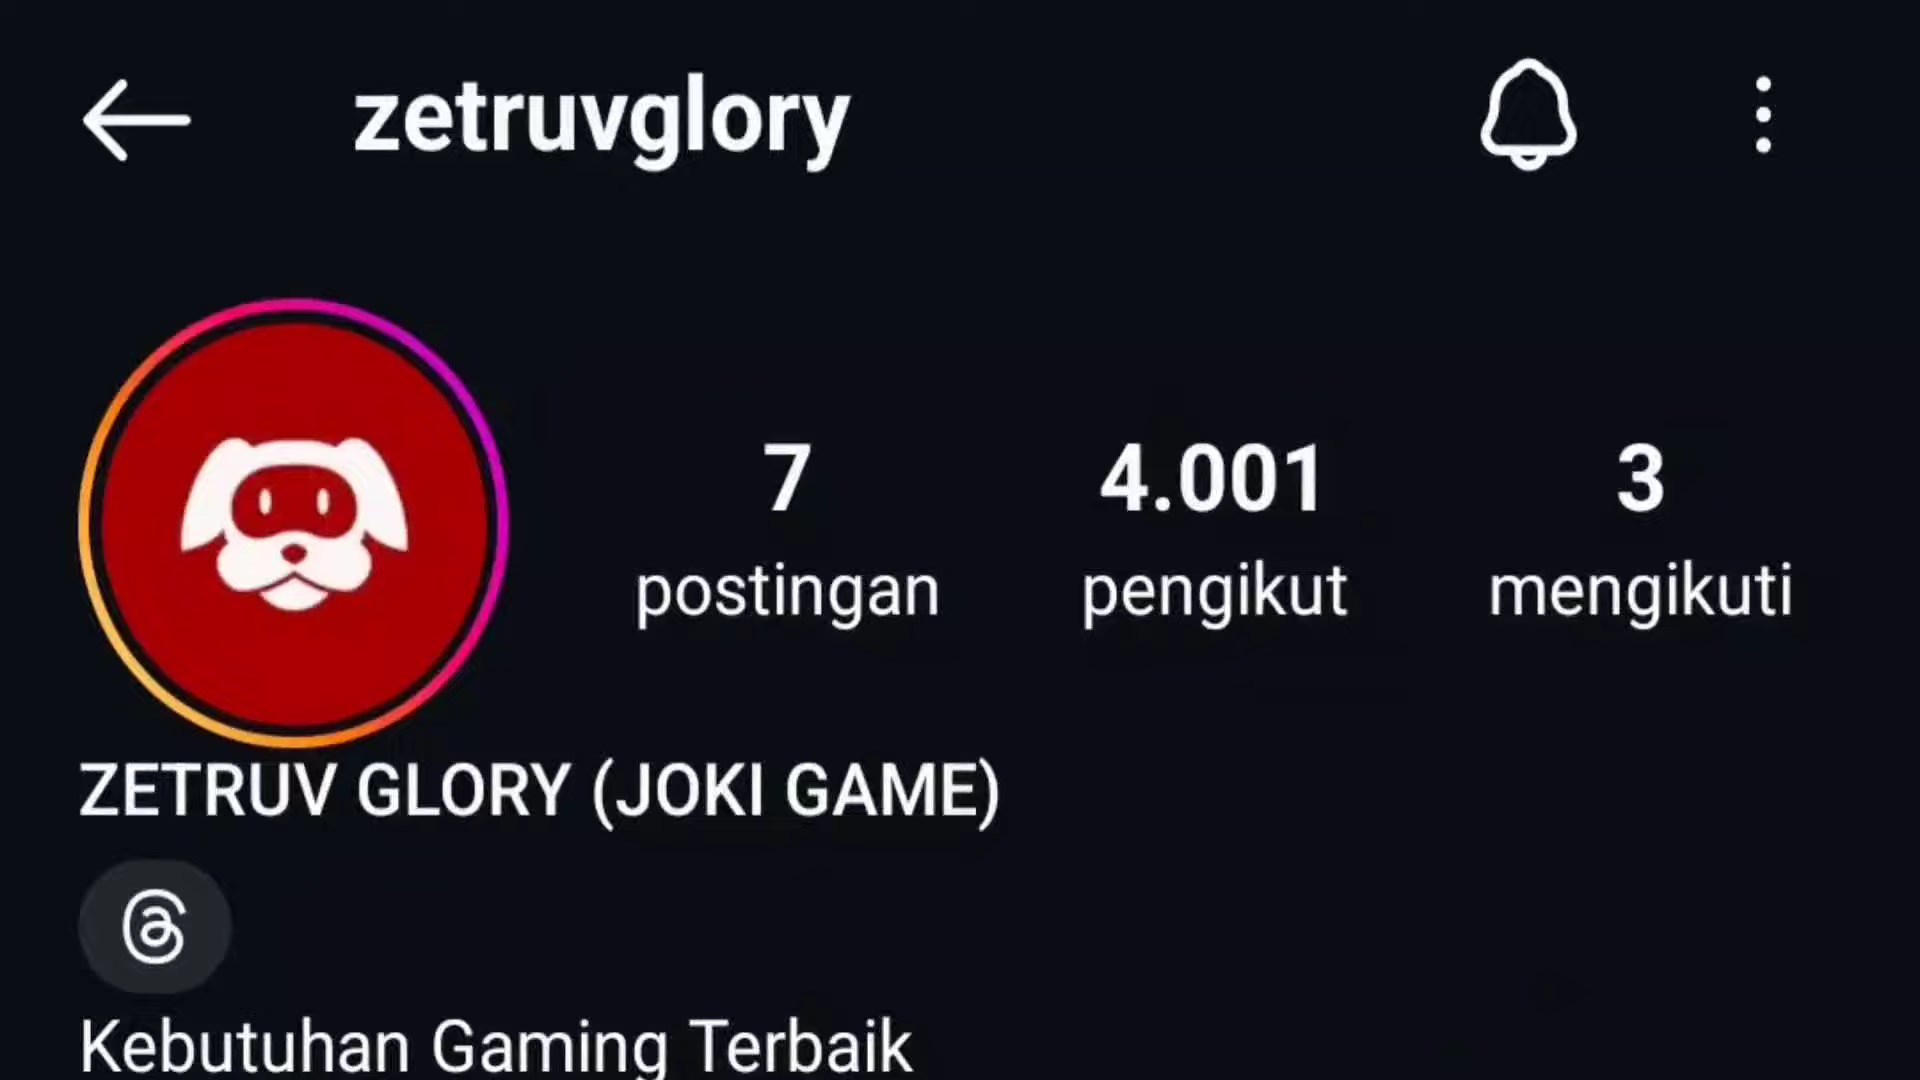 zetruvglory
7 4.001 3
postingan pengikut mengikuti
ZETRUV GLORY (JOKI GAME)
Kebutuhan Gaming Terbaik